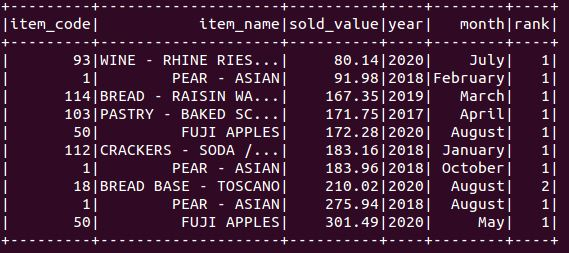 +---------+--------------------+----------+----+--------+----+
|item_code|           item_name|sold_value|year|   month|rank|
+---------+--------------------+----------+----+--------+----+
|       93|WINE - RHINE RIES...|     80.14|2020|    July|   1|
|        1|        PEAR - ASIAN|     91.98|2018|February|   1|
|      114|BREAD - RAISIN WA...|    167.35|2019|   March|   1|
|      103|PASTRY - BAKED SC...|    171.75|2017|   April|   1|
|       50|         FUJI APPLES|    172.28|2020|  August|   1|
|      112|CRACKERS - SODA /...|    183.16|2018| January|   1|
|        1|        PEAR - ASIAN|    183.96|2018| October|   1|
|       18|BREAD BASE - TOSCANO|    210.02|2020|  August|   2|
|        1|        PEAR - ASIAN|    275.94|2018|  August|   1|
|       50|         FUJI APPLES|    301.49|2020|     May|   1|
+---------+--------------------+----------+----+--------+----+